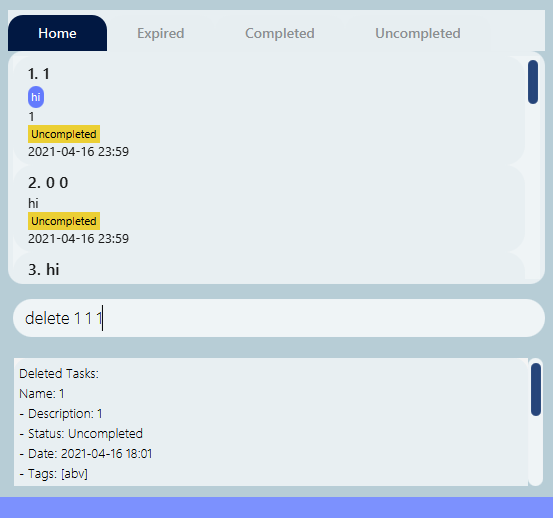 Home Expired Completed Uncompleted
1. 1
hi
1
Uncompleted
2021-04-16 23:59
2. 0 0
hi
Uncompleted
2021-04-16 23:59
3. hi
delete 1 1 1
Deleted Tasks:
Name: 1
- Description: 1
- Status: Uncompleted
- Date: 2021-04-16 18:01
- Tags: [abv]